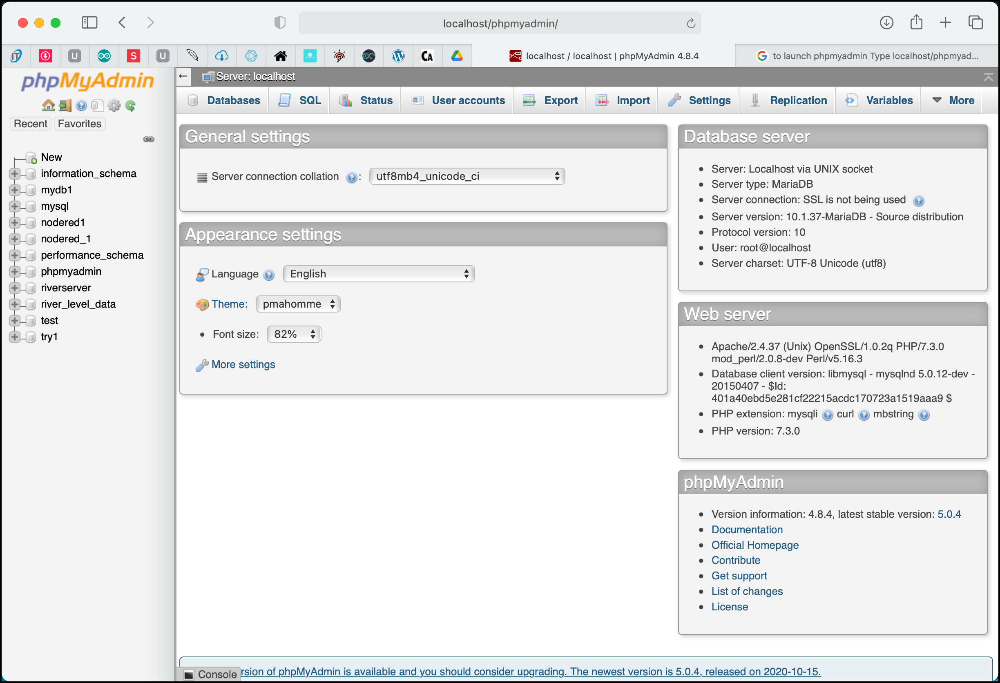 localhost/phpmyadmin/
localhost / localhost | phpMyAdmin 4.8.4
to launch phpmyadmin Type localhost/phpmyad...
phpMyAdmin
Recent
Favorites
New
information_schema
mydb1
mysql
nodered1
nodered_1
performance_schema
phpmyadmin
riverserver
river_level_data
test
try1
Server: localhost
Databases
SQL
Status
User accounts
Export
Import
Settings
Replication
Variables
More
General settings
Server connection collation :
utf8mb4_unicode_ci
Appearance settings
Language
English
Theme:
pmahomme
Font size:
82%
More settings
Database server
Server: Localhost via UNIX socket
Server type: MariaDB
Server connection: SSL is not being used
Server version: 10.1.37-MariaDB - Source distribution
Protocol version: 10
User: root@localhost
Server charset: UTF-8 Unicode (utf8)
Web server
Apache/2.4.37 (Unix) OpenSSL/1.0.2q PHP/7.3.0
mod_perl/2.0.8-dev Perl/v5.16.3
Database client version: libmysql - mysqlnd 5.0.12-dev -
20150407 - $Id:
401a40ebd5e281cf22215acdc170723a1519aaa9 $
PHP extension: mysqli curl mbstring
PHP version: 7.3.0
phpMyAdmin
Version information: 4.8.4, latest stable version: 5.0.4
Documentation
Official Homepage
Contribute
Get support
List of changes
License
Console
rsion of phpMyAdmin is available and you should consider upgrading. The newest version is 5.0.4, released on 2020-10-15.